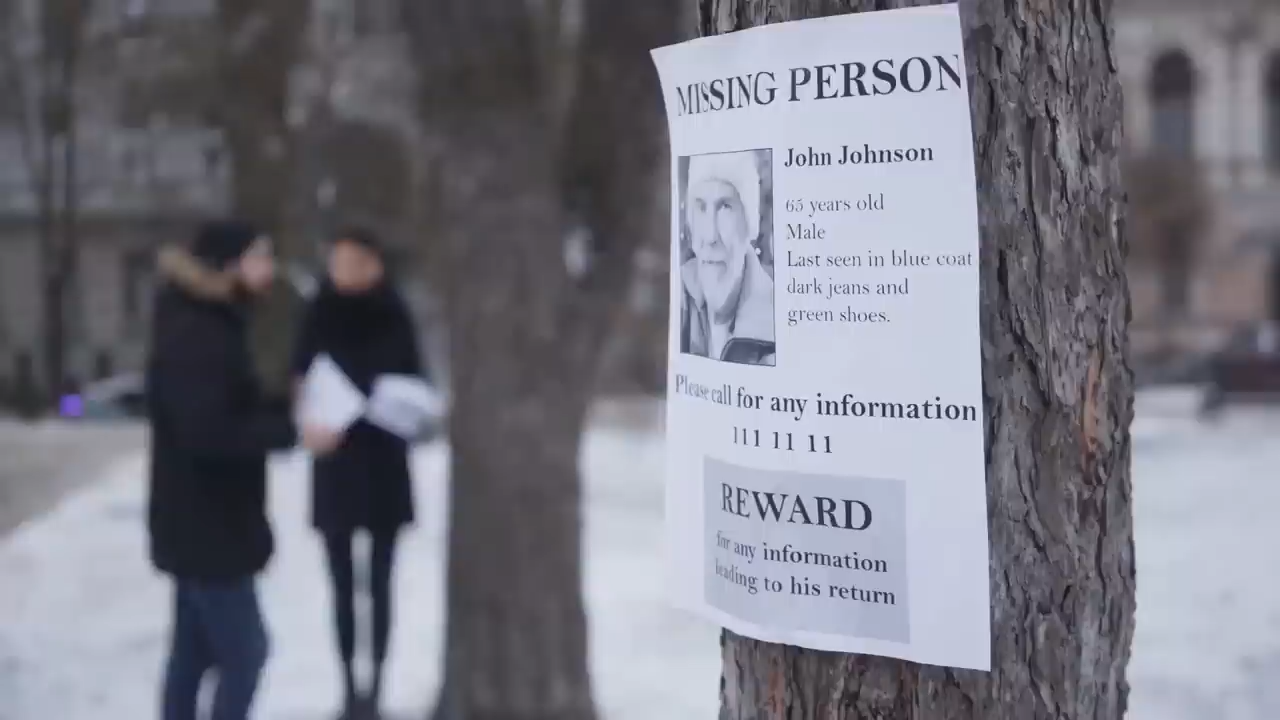 MISSING PERSON
John Johnson
65 years old
Male
Last seen in blue coat
dark jeans and
green shoes.
Please call for any information
111 11 11
REWARD
for any information
leading to his return